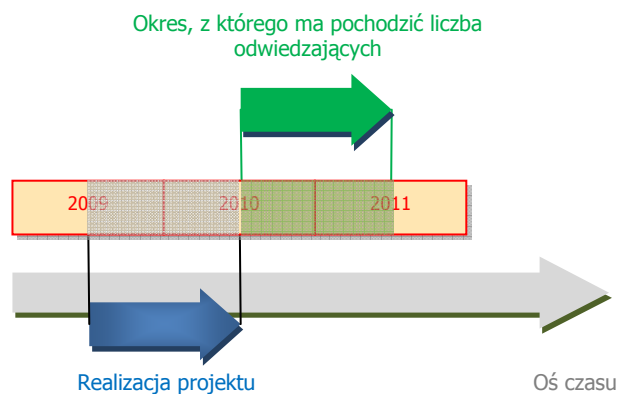 Okres, z którego ma pochodzić liczba
odwiedzających
2009 2010 2011
Realizacja projektu Oś czasu